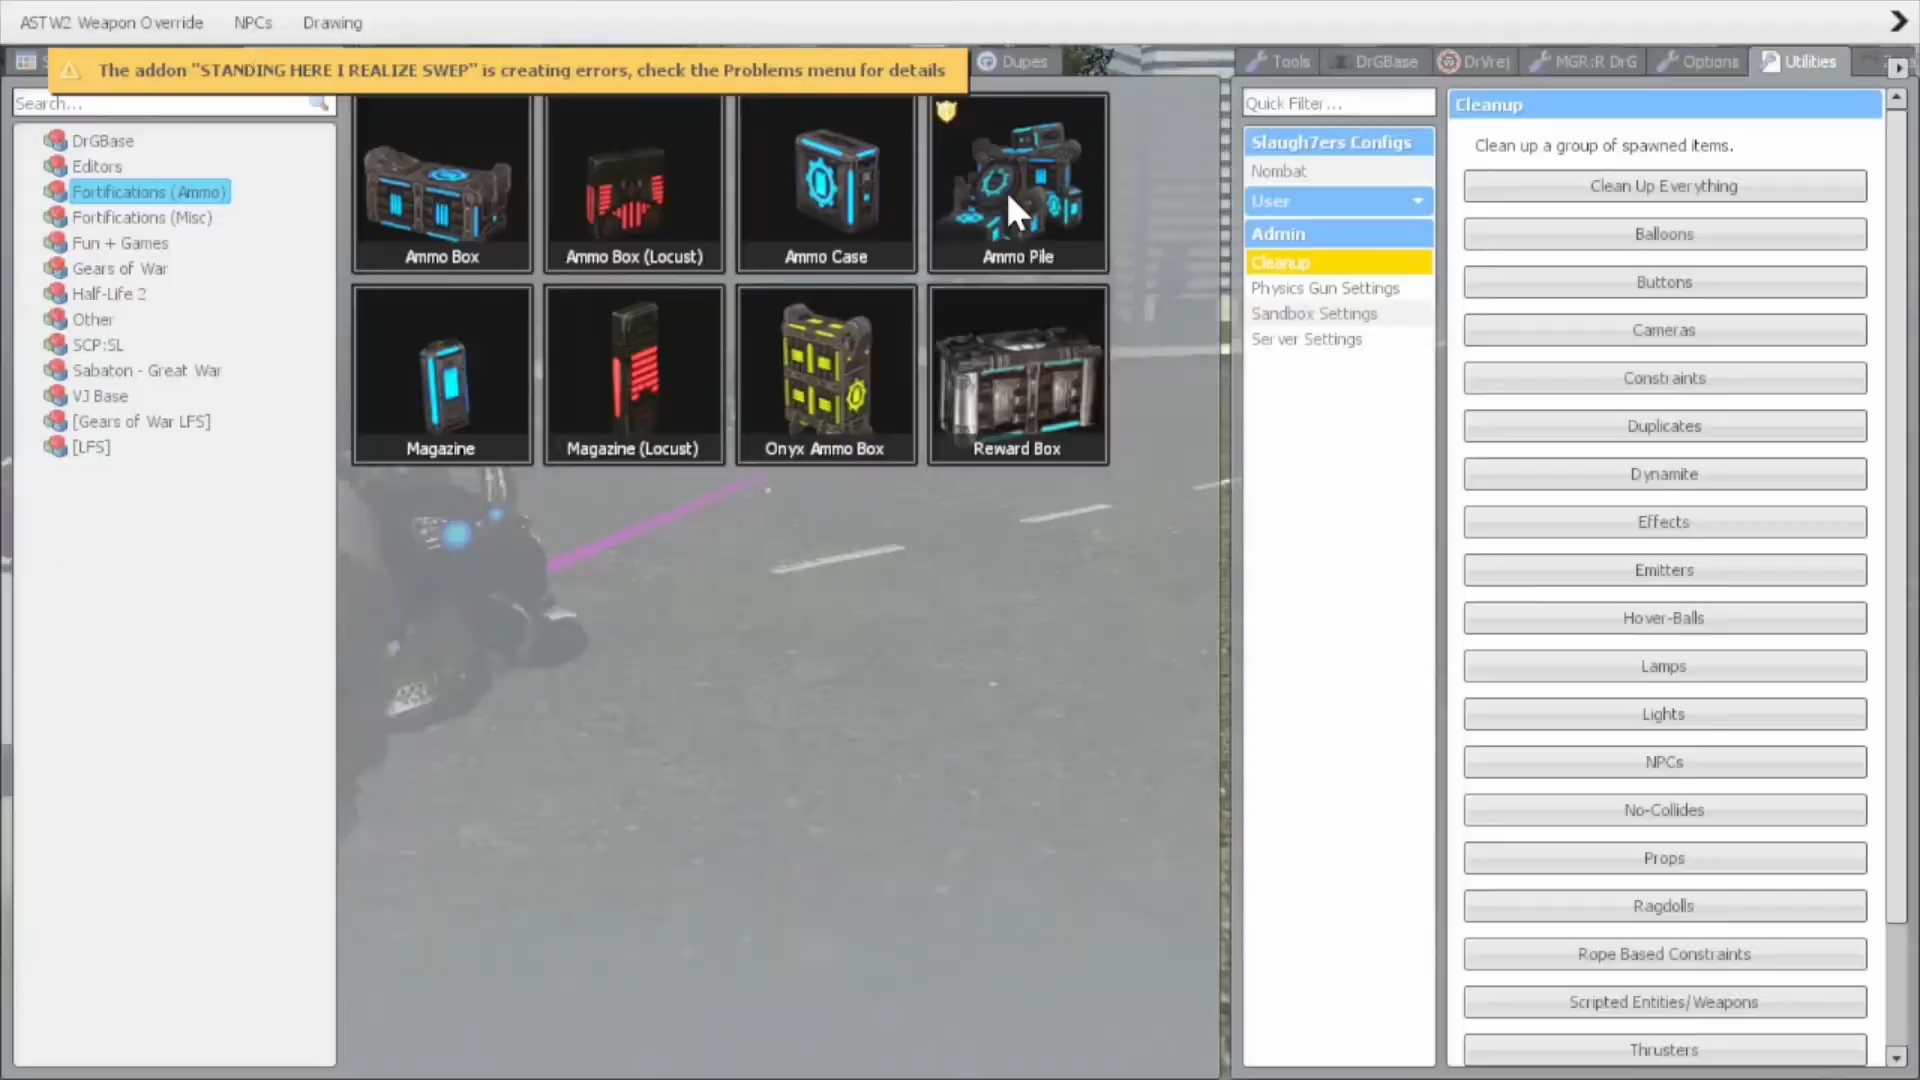 ASTW2 Weapon Override NPCs Drawing
The addon "STANDING HERE I REALIZE SWEP" is creating errors, check the Problems menu for details
Dupes
Tools DrGBase DrVrej MGR:R DrG Options Utilities
Search...
DrGBase
Editors
Fortifications (Ammo)
Fortifications (Misc)
Fun + Games
Gears of War
Half-Life 2
Other
SCP:SL
Sabaton - Great War
VJ Base
[Gears of War LFS]
[LFS]
Ammo Box
Ammo Box (Locust)
Ammo Case
Ammo Pile
Magazine
Magazine (Locust)
Onyx Ammo Box
Reward Box
Quick Filter...
Slaugh7ers Configs
Nombat
User
Admin
Cleanup
Physics Gun Settings
Sandbox Settings
Server Settings
Cleanup
Clean up a group of spawned items.
Clean Up Everything
Balloons
Buttons
Cameras
Constraints
Duplicates
Dynamite
Effects
Emitters
Hover-Balls
Lamps
Lights
NPCs
No-Collides
Props
Ragdolls
Rope Based Constraints
Scripted Entities/Weapons
Thrusters